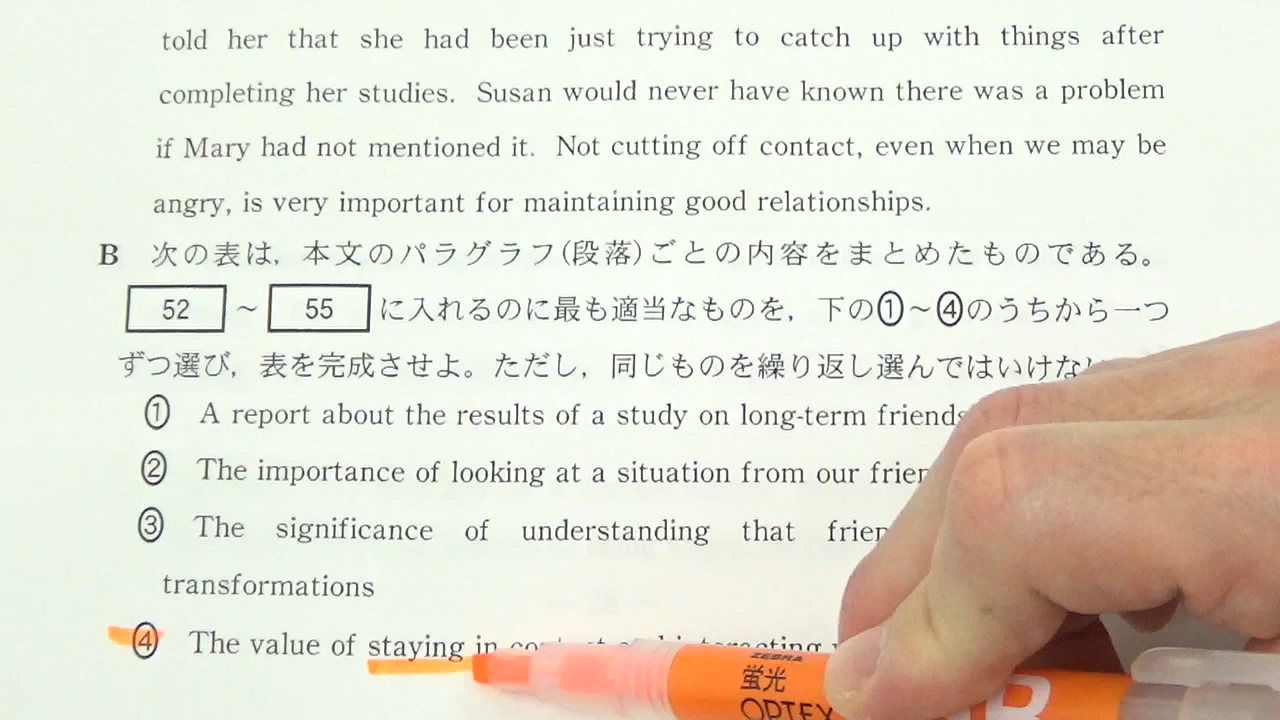 told her that she had been just trying to catch up with things after
completing her studies. Susan would never have known there was a problem
if Mary had not mentioned it. Not cutting off contact, even when we may be
angry, is very important for maintaining good relationships.
B 次の表は，本文のパラグラフ(段落)ごとの内容をまとめたものである。
52 ～ 55 に入れるのに最も適当なものを，下の①～④のうちから一つ
ずつ選び，表を完成させよ。ただし，同じものを繰り返し選んではいけな
① A report about the results of a study on long-term
② The importance of looking at a situation from our
③ The significance of understanding that
transformations
④ The value of staying in
ZEBRA
蛍光
OPTEX